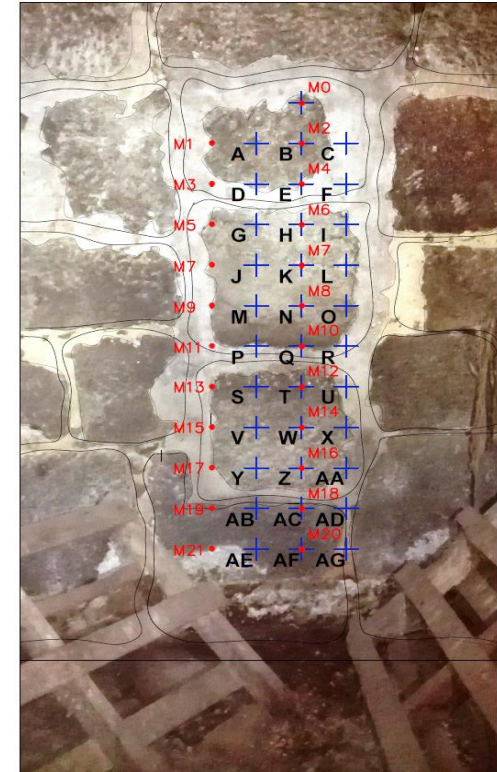 M0
M1 M2
A B C
M3 M4
D E F
M5 M6
G H I
M7 M7
J K L
M9 M8
M N O
M11 M10
P Q R
M13 M12
S T U
M15 M14
V W X
M17 M16
Y Z AA
M19 M18
AB AC AD
M21 M20
AE AF AG